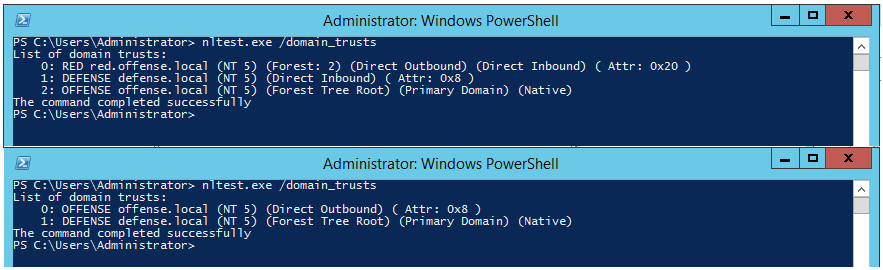 Administrator: Windows PowerShell
PS C:\Users\Administrator> nltest.exe /domain_trusts
List of domain trusts:
    0: RED red.offense.local (NT 5) (Forest: 2) (Direct Outbound) (Direct Inbound) ( Attr: 0x20 )
    1: DEFENSE defense.local (NT 5) (Direct Inbound) ( Attr: 0x8 )
    2: OFFENSE offense.local (NT 5) (Forest Tree Root) (Primary Domain) (Native)
The command completed successfully
PS C:\Users\Administrator>
Administrator: Windows PowerShell
PS C:\Users\Administrator> nltest.exe /domain_trusts
List of domain trusts:
    0: OFFENSE offense.local (NT 5) (Direct Outbound) ( Attr: 0x8 )
    1: DEFENSE defense.local (NT 5) (Forest Tree Root) (Primary Domain) (Native)
The command completed successfully
PS C:\Users\Administrator>